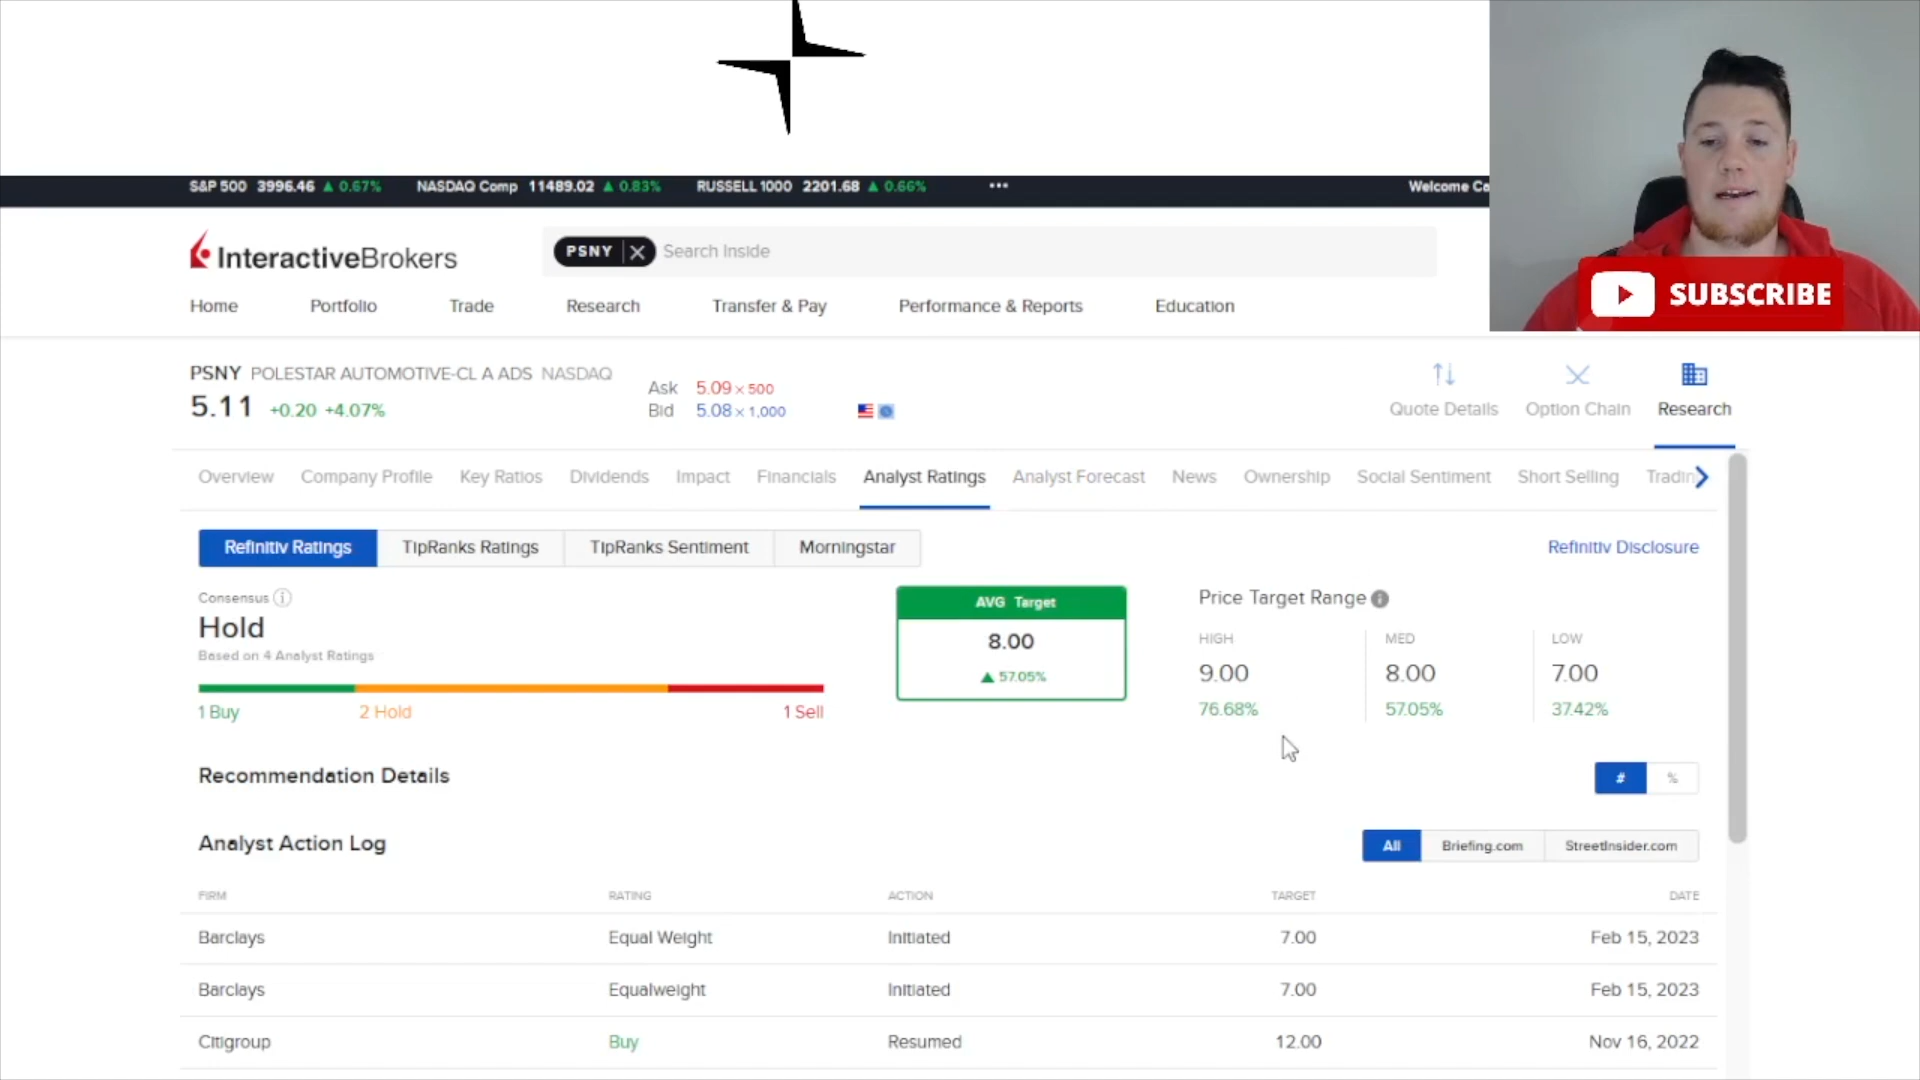 S&P 500 3996.46 ▲ 0.67% NASDAQ Comp 11489.02 ▲ 0.83% RUSSELL 1000 2201.68 ▲ 0.66% ••• Welcome Ca
InteractiveBrokers
PSNY Search Inside
SUBSCRIBE
Home Portfolio Trade Research Transfer & Pay Performance & Reports Education
PSNY POLESTAR AUTOMOTIVE-CL A ADS NASDAQ
5.11 +0.20 +4.07%
Ask 5.09 × 500
Bid 5.08 × 1,000
Quote Details Option Chain Research
Overview Company Profile Key Ratios Dividends Impact Financials Analyst Ratings Analyst Forecast News Ownership Social Sentiment Short Selling Tradin
Refinitiv Ratings TipRanks Ratings TipRanks Sentiment Morningstar Refinitiv Disclosure
Consensus
Hold
Based on 4 Analyst Ratings
1 Buy 2 Hold 1 Sell
AVG Target
8.00
▲ 57.05%
Price Target Range
HIGH MED LOW
9.00 8.00 7.00
76.68% 57.05% 37.42%
Recommendation Details # %
Analyst Action Log All Briefing.com StreetInsider.com
FIRM RATING ACTION TARGET DATE
Barclays Equal Weight Initiated 7.00 Feb 15, 2023
Barclays Equalweight Initiated 7.00 Feb 15, 2023
Citigroup Buy Resumed 12.00 Nov 16, 2022